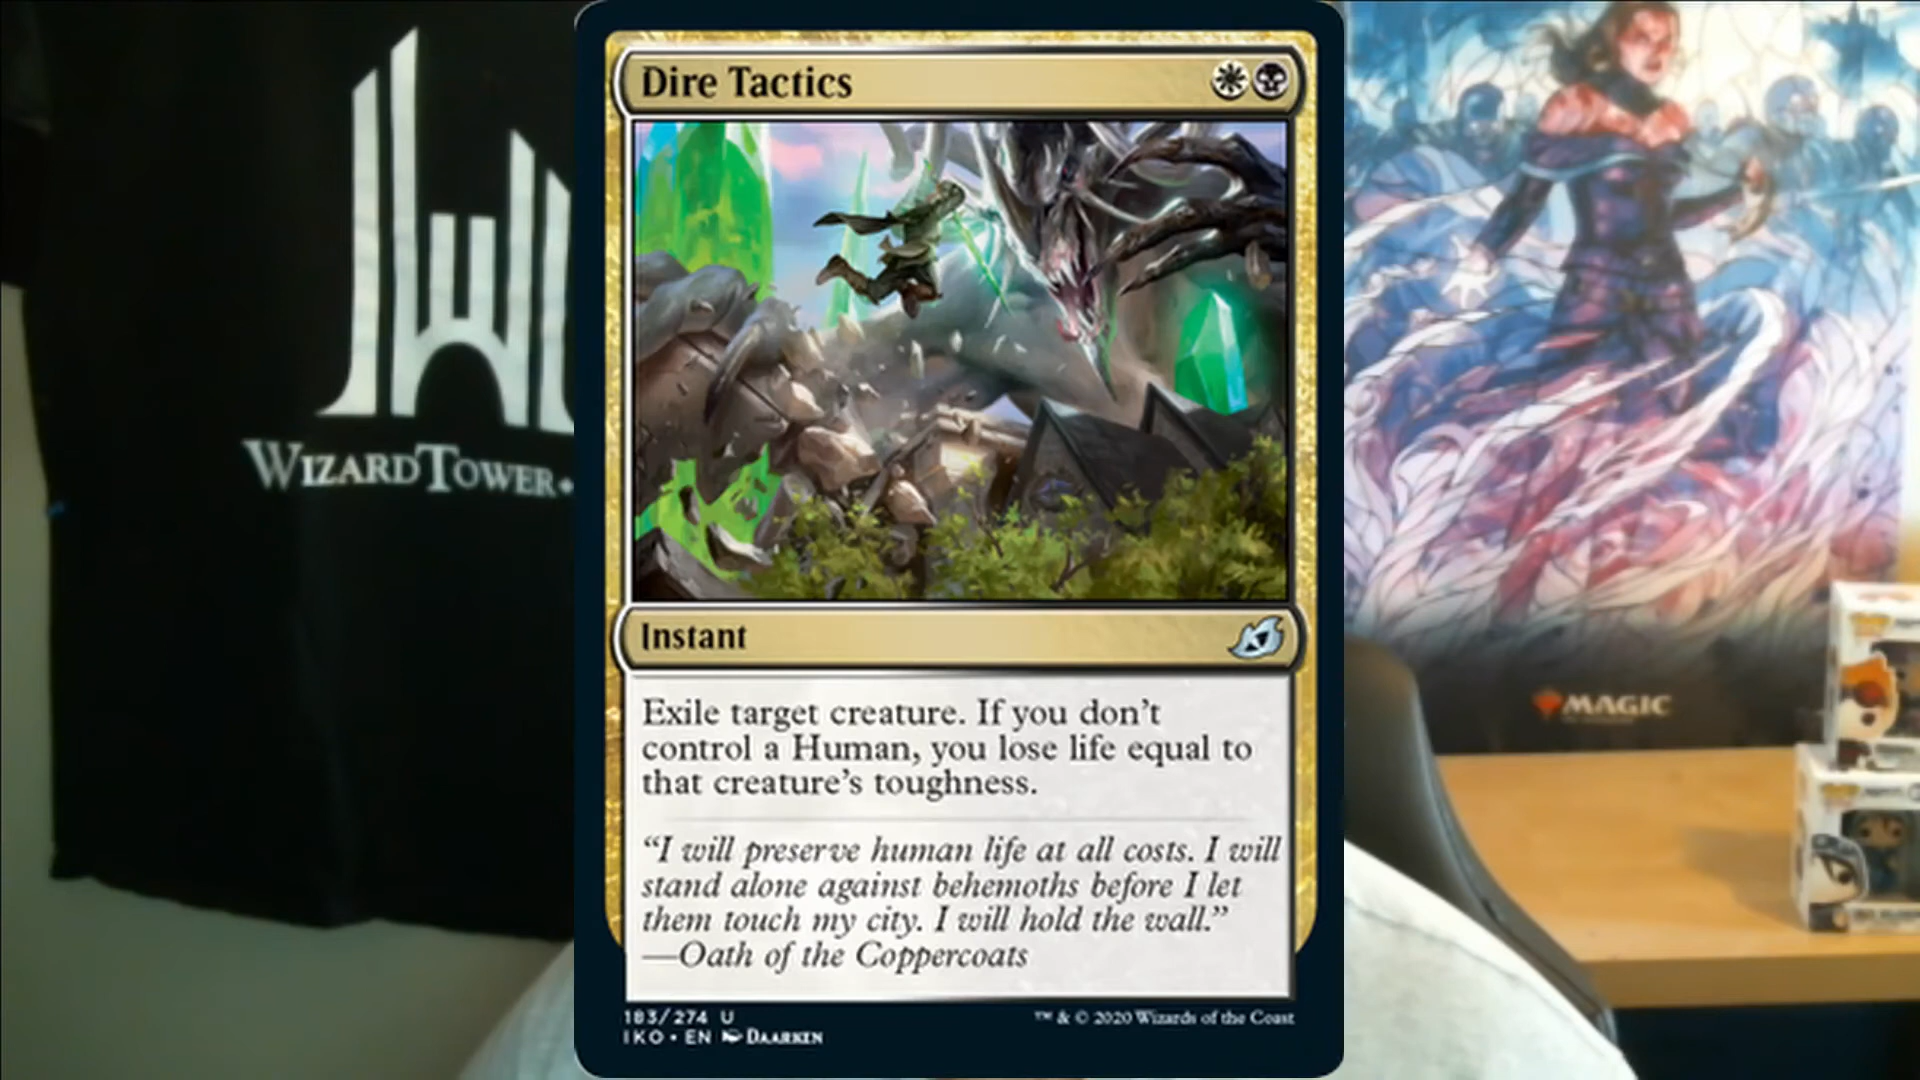 Dire Tactics
WIZARDTOWER
Instant
MAGIC
Exile target creature. If you don't
control a Human, you lose life equal to
that creature's toughness.
"I will preserve human life at all costs. I will
stand alone against behemoths before I let
them touch my city. I will hold the wall."
—Oath of the Coppercoats
183/274 U
IKO • EN DAARKEN
™ & © 2020 Wizards of the Coast